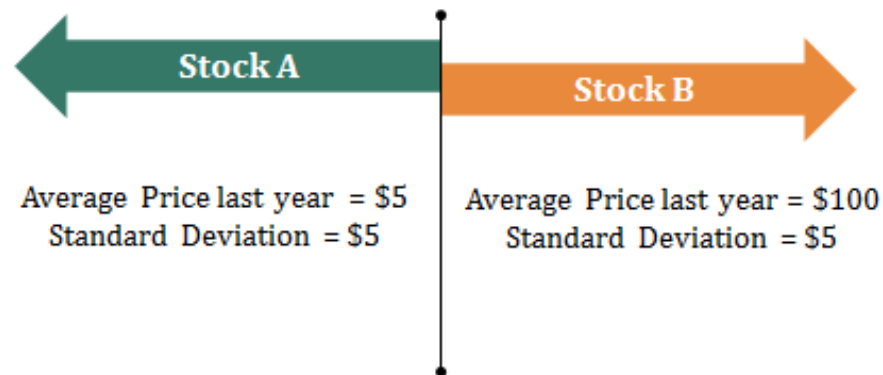 Stock A
Stock B
Average Price last year = $5
Standard Deviation = $5
Average Price last year = $100
Standard Deviation = $5